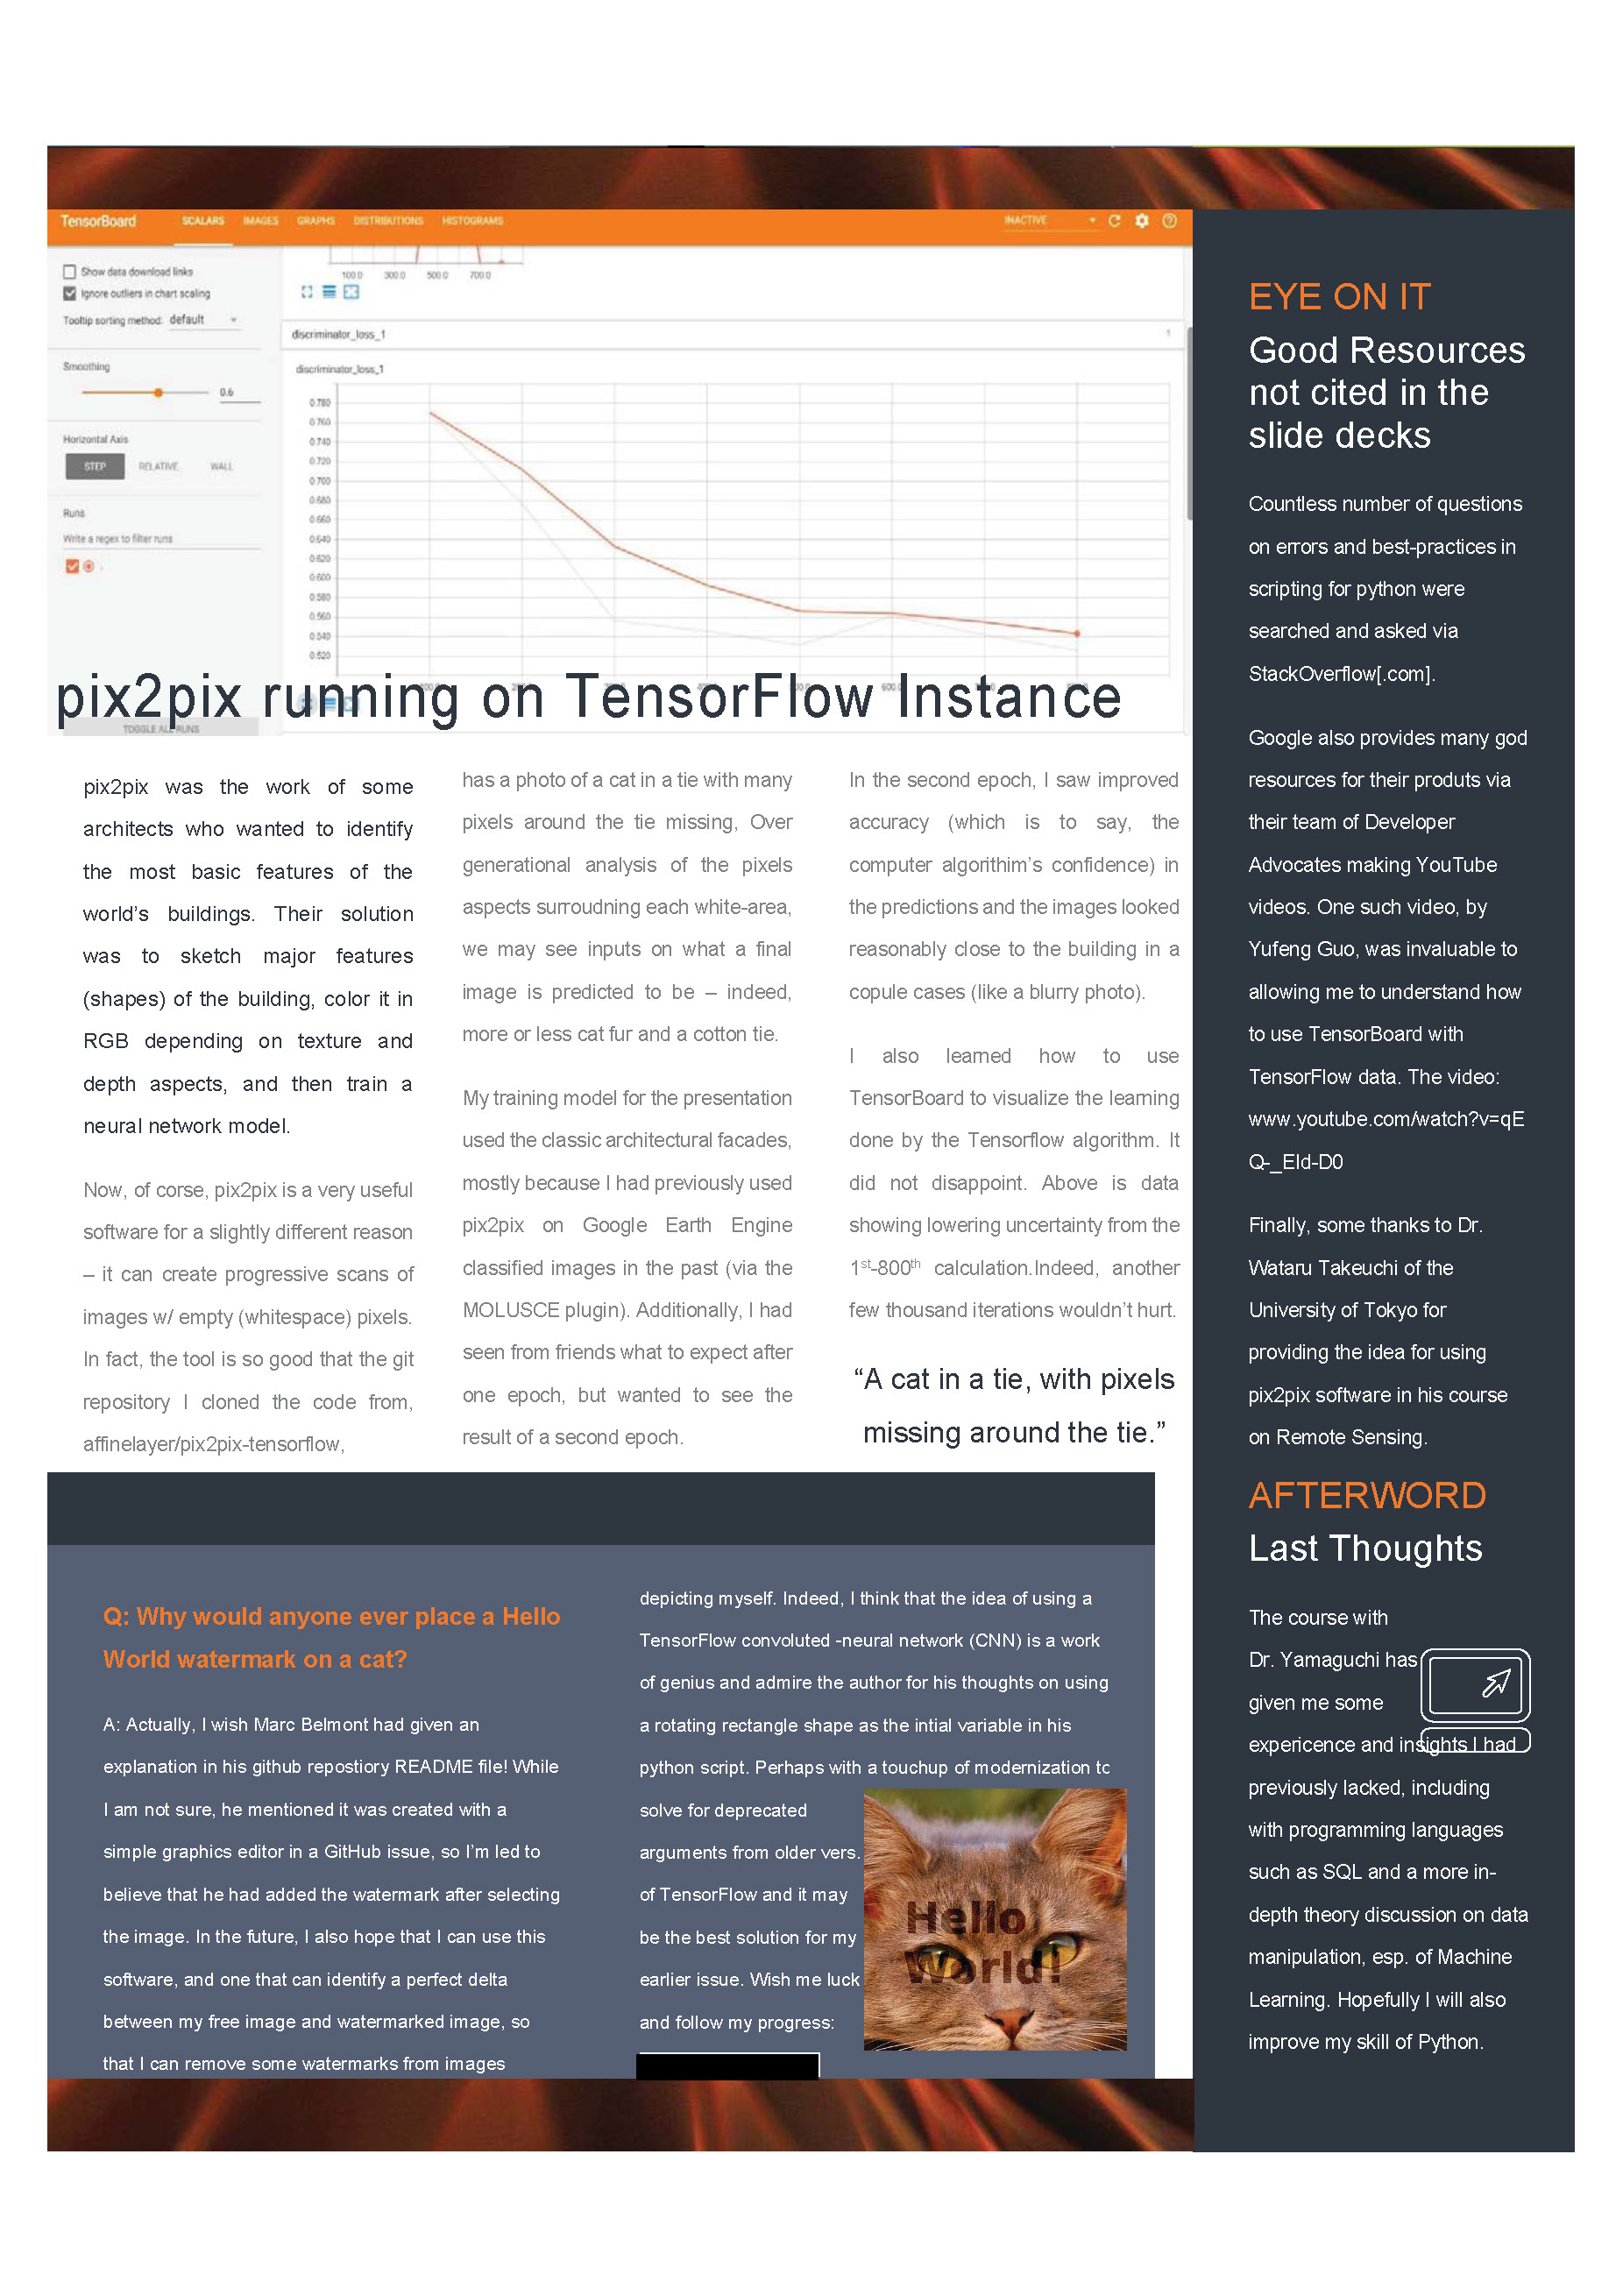 TensorBoard
SCALARS
IMAGES
GRAPHS
DISTRIBUTIONS
HISTOGRAMS
INACTIVE
Show data download links
Ignore outliers in chart scaling
Tooltip sorting method: default
Smoothing
0.6
Horizontal Axis
STEP
RELATIVE
WALL
Runs
Write a regex to filter runs
TOGGLE ALL RUNS
100.0
300.0
500.0
700.0
discriminator_loss_1
1
discriminator_loss_1
0.780
0.760
0.740
0.720
0.700
0.680
0.660
0.640
0.620
0.600
0.580
0.560
0.540
0.520
600.0
pix2pix running on TensorFlow Instance
pix2pix was the work of some
architects who wanted to identify
the most basic features of the
world’s buildings. Their solution
was to sketch major features
(shapes) of the building, color it in
RGB depending on texture and
depth aspects, and then train a
neural network model.
Now, of corse, pix2pix is a very useful
software for a slightly different reason
– it can create progressive scans of
images w/ empty (whitespace) pixels.
In fact, the tool is so good that the git
repository I cloned the code from,
affinelayer/pix2pix-tensorflow,
has a photo of a cat in a tie with many
pixels around the tie missing, Over
generational analysis of the pixels
aspects surroudning each white-area,
we may see inputs on what a final
image is predicted to be – indeed,
more or less cat fur and a cotton tie.
My training model for the presentation
used the classic architectural facades,
mostly because I had previously used
pix2pix on Google Earth Engine
classified images in the past (via the
MOLUSCE plugin). Additionally, I had
seen from friends what to expect after
one epoch, but wanted to see the
result of a second epoch.
In the second epoch, I saw improved
accuracy (which is to say, the
computer algorithim’s confidence) in
the predictions and the images looked
reasonably close to the building in a
copule cases (like a blurry photo).
I also learned how to use
TensorBoard to visualize the learning
done by the Tensorflow algorithm. It
did not disappoint. Above is data
showing lowering uncertainty from the
1st-800th calculation.Indeed, another
few thousand iterations wouldn’t hurt.
“A cat in a tie, with pixels
missing around the tie.”
Q: Why would anyone ever place a Hello
World watermark on a cat?
A: Actually, I wish Marc Belmont had given an
explanation in his github repostiory README file! While
I am not sure, he mentioned it was created with a
simple graphics editor in a GitHub issue, so I’m led to
believe that he had added the watermark after selecting
the image. In the future, I also hope that I can use this
software, and one that can identify a perfect delta
between my free image and watermarked image, so
that I can remove some watermarks from images
depicting myself. Indeed, I think that the idea of using a
TensorFlow convoluted -neural network (CNN) is a work
of genius and admire the author for his thoughts on using
a rotating rectangle shape as the intial variable in his
python script. Perhaps with a touchup of modernization to
solve for deprecated
arguments from older vers.
of TensorFlow and it may
be the best solution for my
earlier issue. Wish me luck
and follow my progress:
Hello
World!
EYE ON IT
Good Resources
not cited in the
slide decks
Countless number of questions
on errors and best-practices in
scripting for python were
searched and asked via
StackOverflow[.com].
Google also provides many god
resources for their produts via
their team of Developer
Advocates making YouTube
videos. One such video, by
Yufeng Guo, was invaluable to
allowing me to understand how
to use TensorBoard with
TensorFlow data. The video:
www.youtube.com/watch?v=qE
Q-_EId-D0
Finally, some thanks to Dr.
Wataru Takeuchi of the
University of Tokyo for
providing the idea for using
pix2pix software in his course
on Remote Sensing.
AFTERWORD
Last Thoughts
The course with
Dr. Yamaguchi has
given me some
expericence and insights I had
previously lacked, including
with programming languages
such as SQL and a more in-
depth theory discussion on data
manipulation, esp. of Machine
Learning. Hopefully I will also
improve my skill of Python.